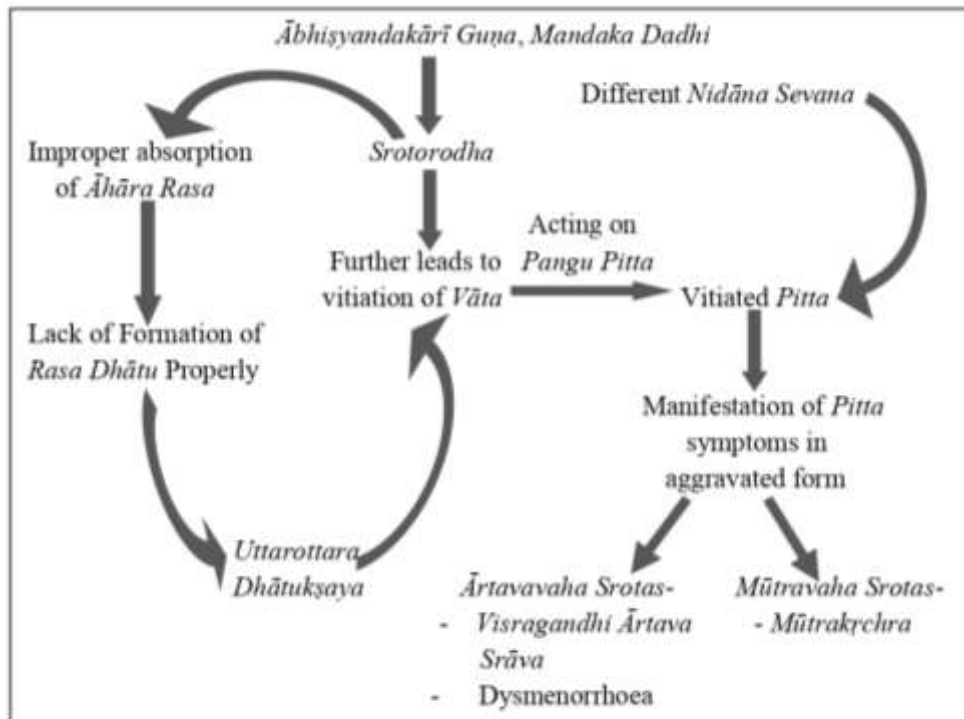 Ābhiṣyandakārī Guṇa, Mandaka Dadhi
Different Nidāna Sevana
Srotorodha
Improper absorption
of Āhāra Rasa
Acting on
Pangu Pitta
Further leads to
vitiation of Vāta
Vitiated Pitta
Lack of Formation of
Rasa Dhātu Properly
Manifestation of Pitta
symptoms in
aggravated form
Uttarottara
Dhātukṣaya
Ārtavavaha Srotas-
- Visragandhi Ārtava
Srāva
- Dysmenorrhoea
Mūtravaha Srotas-
- Mūtrakṛchra